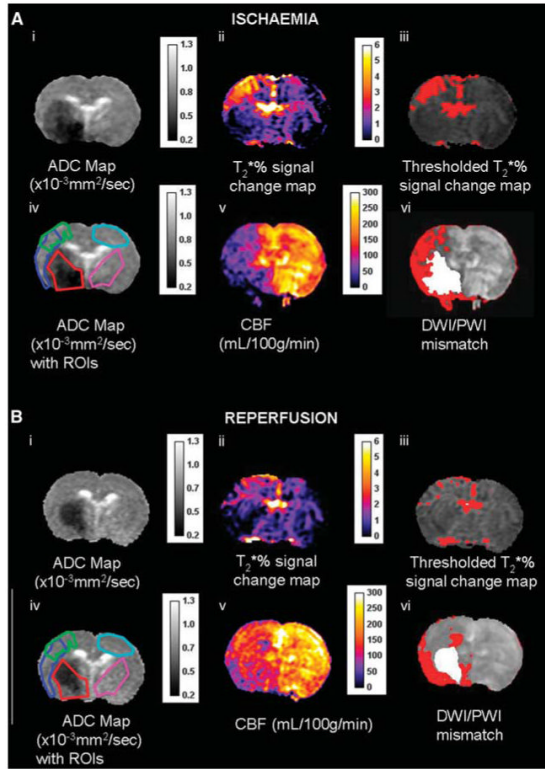 A
ISCHAEMIA
i
ii
iii
1.3
1.0
0.8
0.5
0.2
6
5
4
3
2
1
0
ADC Map
(x10⁻³mm²/sec)
T₂*% signal
change map
Thresholded T₂*%
signal change map
iv
v
vi
1.3
1.0
0.8
0.5
0.2
300
250
200
150
100
50
0
ADC Map
(x10⁻³mm²/sec)
with ROIs
CBF
(mL/100g/min)
DWI/PWI
mismatch
B
REPERFUSION
i
ii
iii
1.3
1.0
0.7
0.4
0.2
6
5
4
3
2
1
0
ADC Map
(x10⁻³mm²/sec)
T₂*% signal
change map
Thresholded T₂*%
signal change map
iv
v
vi
1.3
1.0
0.7
0.4
0.2
300
250
200
150
100
50
0
ADC Map
(x10⁻³mm²/sec)
with ROIs
CBF (mL/100g/min)
DWI/PWI
mismatch